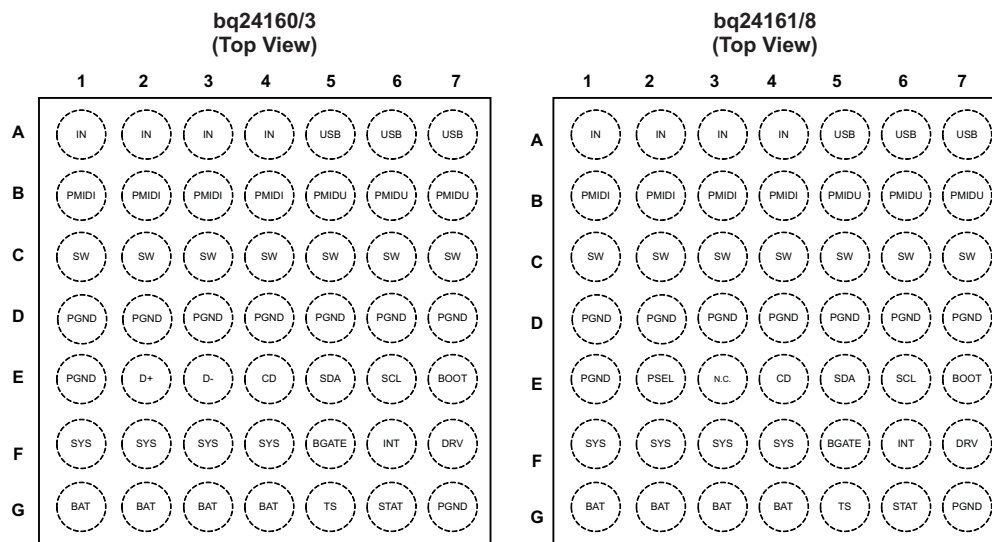 bq24160/3
(Top View)
1 2 3 4 5 6 7
A IN IN IN IN USB USB USB
B PMIDI PMIDI PMIDI PMIDI PMIDU PMIDU PMIDU
C SW SW SW SW SW SW SW
D PGND PGND PGND PGND PGND PGND PGND
E PGND D+ D- CD SDA SCL BOOT
F SYS SYS SYS SYS BGATE INT DRV
G BAT BAT BAT BAT TS STAT PGND
bq24161/8
(Top View)
1 2 3 4 5 6 7
A IN IN IN IN USB USB USB
B PMIDI PMIDI PMIDI PMIDI PMIDU PMIDU PMIDU
C SW SW SW SW SW SW SW
D PGND PGND PGND PGND PGND PGND PGND
E PGND PSEL N.C. CD SDA SCL BOOT
F SYS SYS SYS SYS BGATE INT DRV
G BAT BAT BAT BAT TS STAT PGND